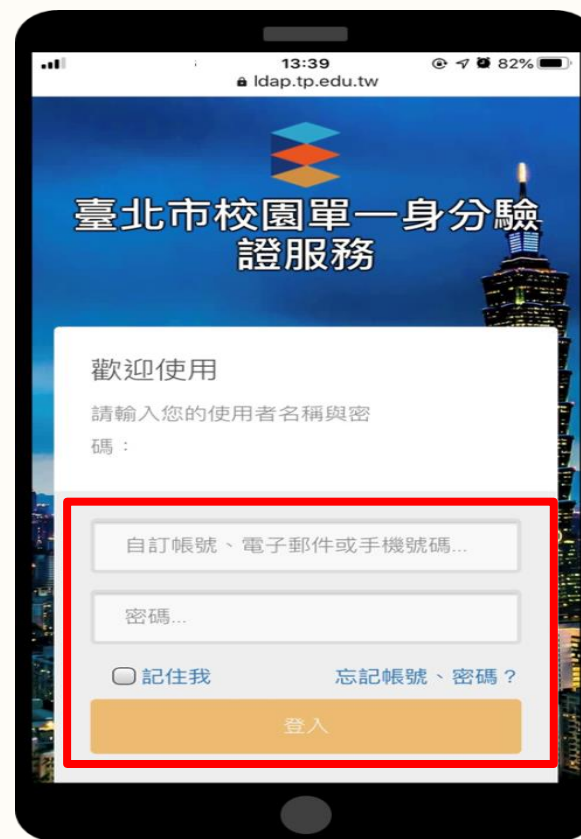 13:39
82%
ldap.tp.edu.tw
臺北市校園單一身分驗
證服務
歡迎使用
請輸入您的使用者名稱與密
碼：
自訂帳號、電子郵件或手機號碼...
密碼...
記住我
忘記帳號、密碼？
登入